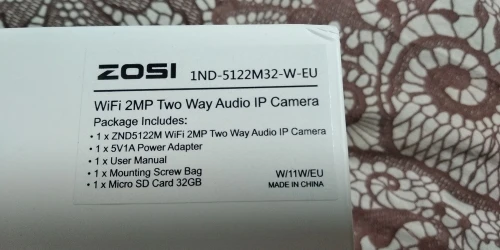 ZOSI 1ND-5122M32-W-EU
WiFi 2MP Two Way Audio IP Camera
Package Includes:
• 1 x ZND5122M WiFi 2MP Two Way Audio IP Camera
• 1 x 5V1A Power Adapter
• 1 x User Manual
• 1 x Mounting Screw Bag W/11W/EU
• 1 x Micro SD Card 32GB MADE IN CHINA